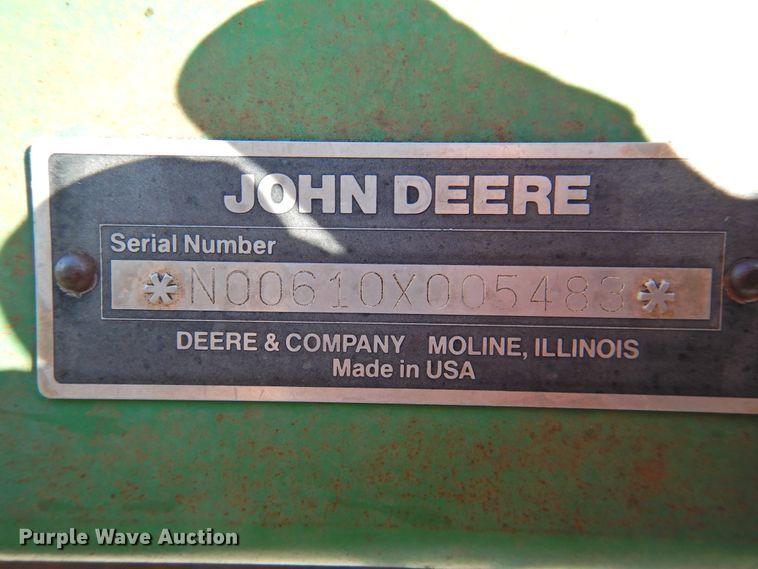 JOHN DEERE
Serial Number
*N00610X005483*
DEERE & COMPANY MOLINE, ILLINOIS
Made in USA
Purple Wave Auction